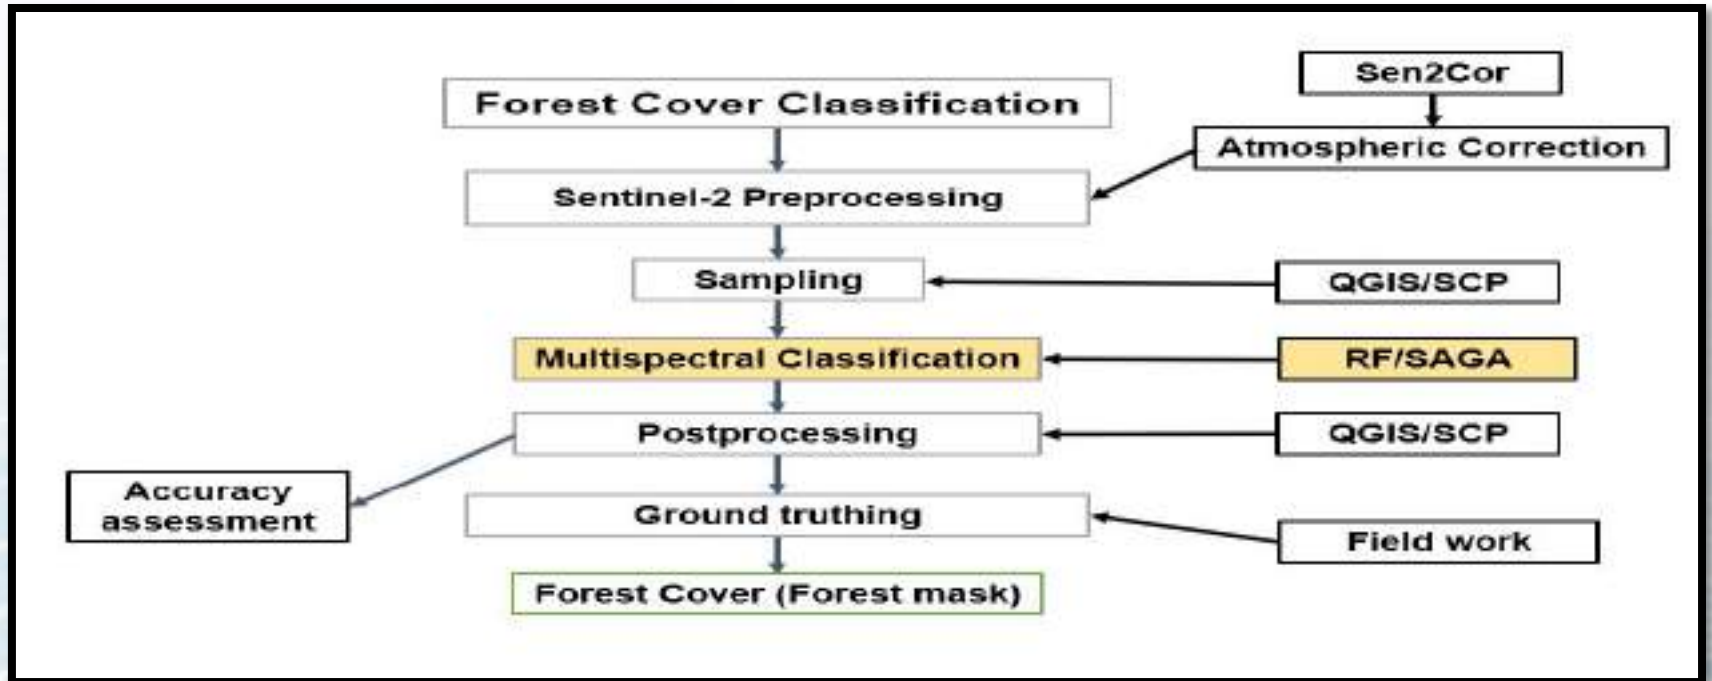 Forest Cover Classification
Sen2Cor
Atmospheric Correction
Sentinel-2 Preprocessing
Sampling
QGIS/SCP
Multispectral Classification
RF/SAGA
Postprocessing
QGIS/SCP
Accuracy
assessment
Ground truthing
Field work
Forest Cover (Forest mask)